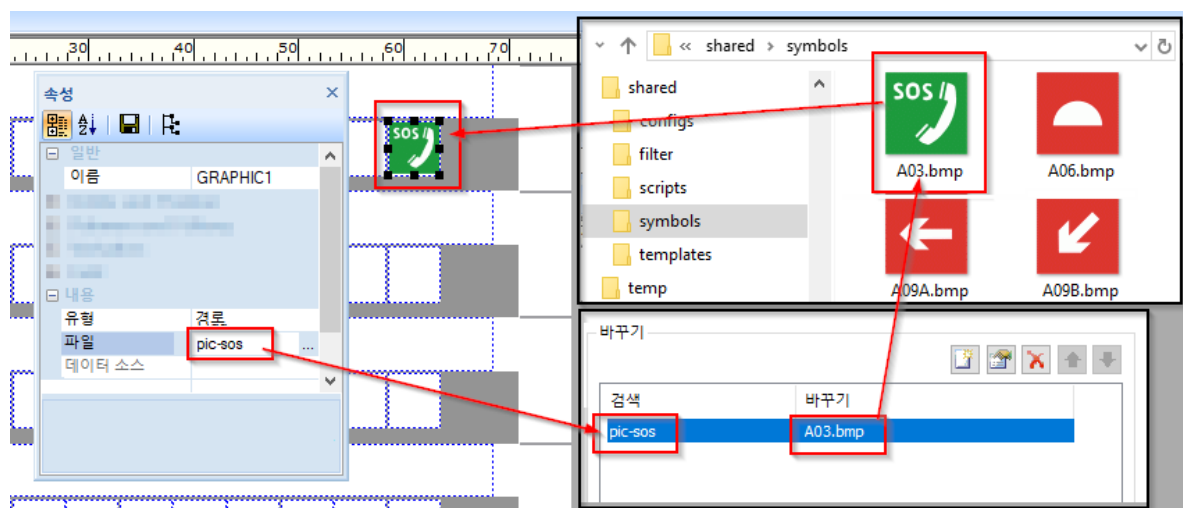 30 40 50 60 70
속성
일반
이름 GRAPHIC1
내용
유형 경로
파일 pic-sos ...
데이터 소스
SOS
« shared > symbols
shared
configs
filter
scripts
symbols
templates
temp
SOS
A03.bmp A06.bmp
A09A.bmp A09B.bmp
바꾸기
검색 바꾸기
pic-sos A03.bmp